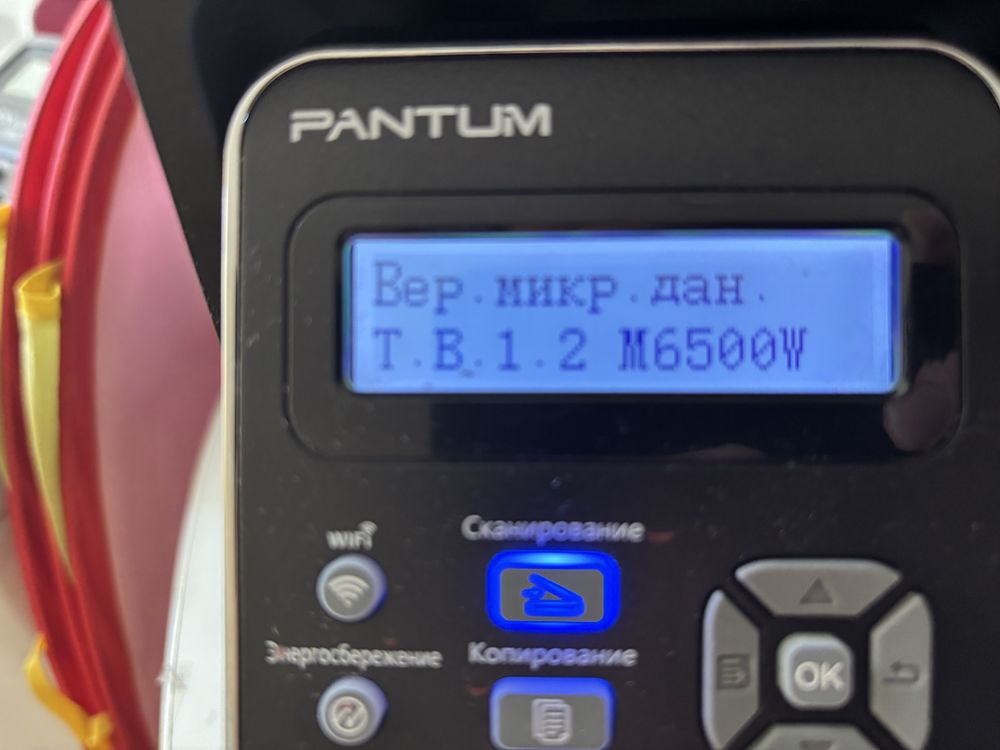 PANTUM
Вер.микр.дан.
Т.В.1.2 M6500W
WiFi
Сканирование
Энергосбережение
Копирование
OK